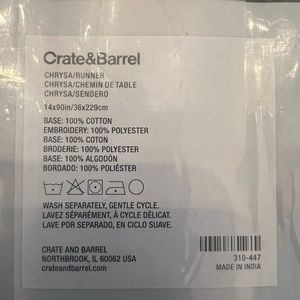 Crate&Barrel
CHRYSA/RUNNER
CHRYSA/CHEMIN DE TABLE
CHRYSA/SENDERO
14x90in/36x229cm
BASE: 100% COTTON
EMBROIDERY: 100% POLYESTER
BASE: 100% COTON
BRODERIE: 100% POLYESTER
BASE: 100% ALGODÓN
BORDADO: 100% POLIÉSTER
WASH SEPARATELY, GENTLE CYCLE.
LAVEZ SÉPARÉMENT, À CYCLE DÉLICAT.
LAVE POR SEPARADO, EN CICLO SUAVE.
CRATE AND BARREL
NORTHBROOK, IL 60062 USA
crateandbarrel.com
310-447
MADE IN INDIA